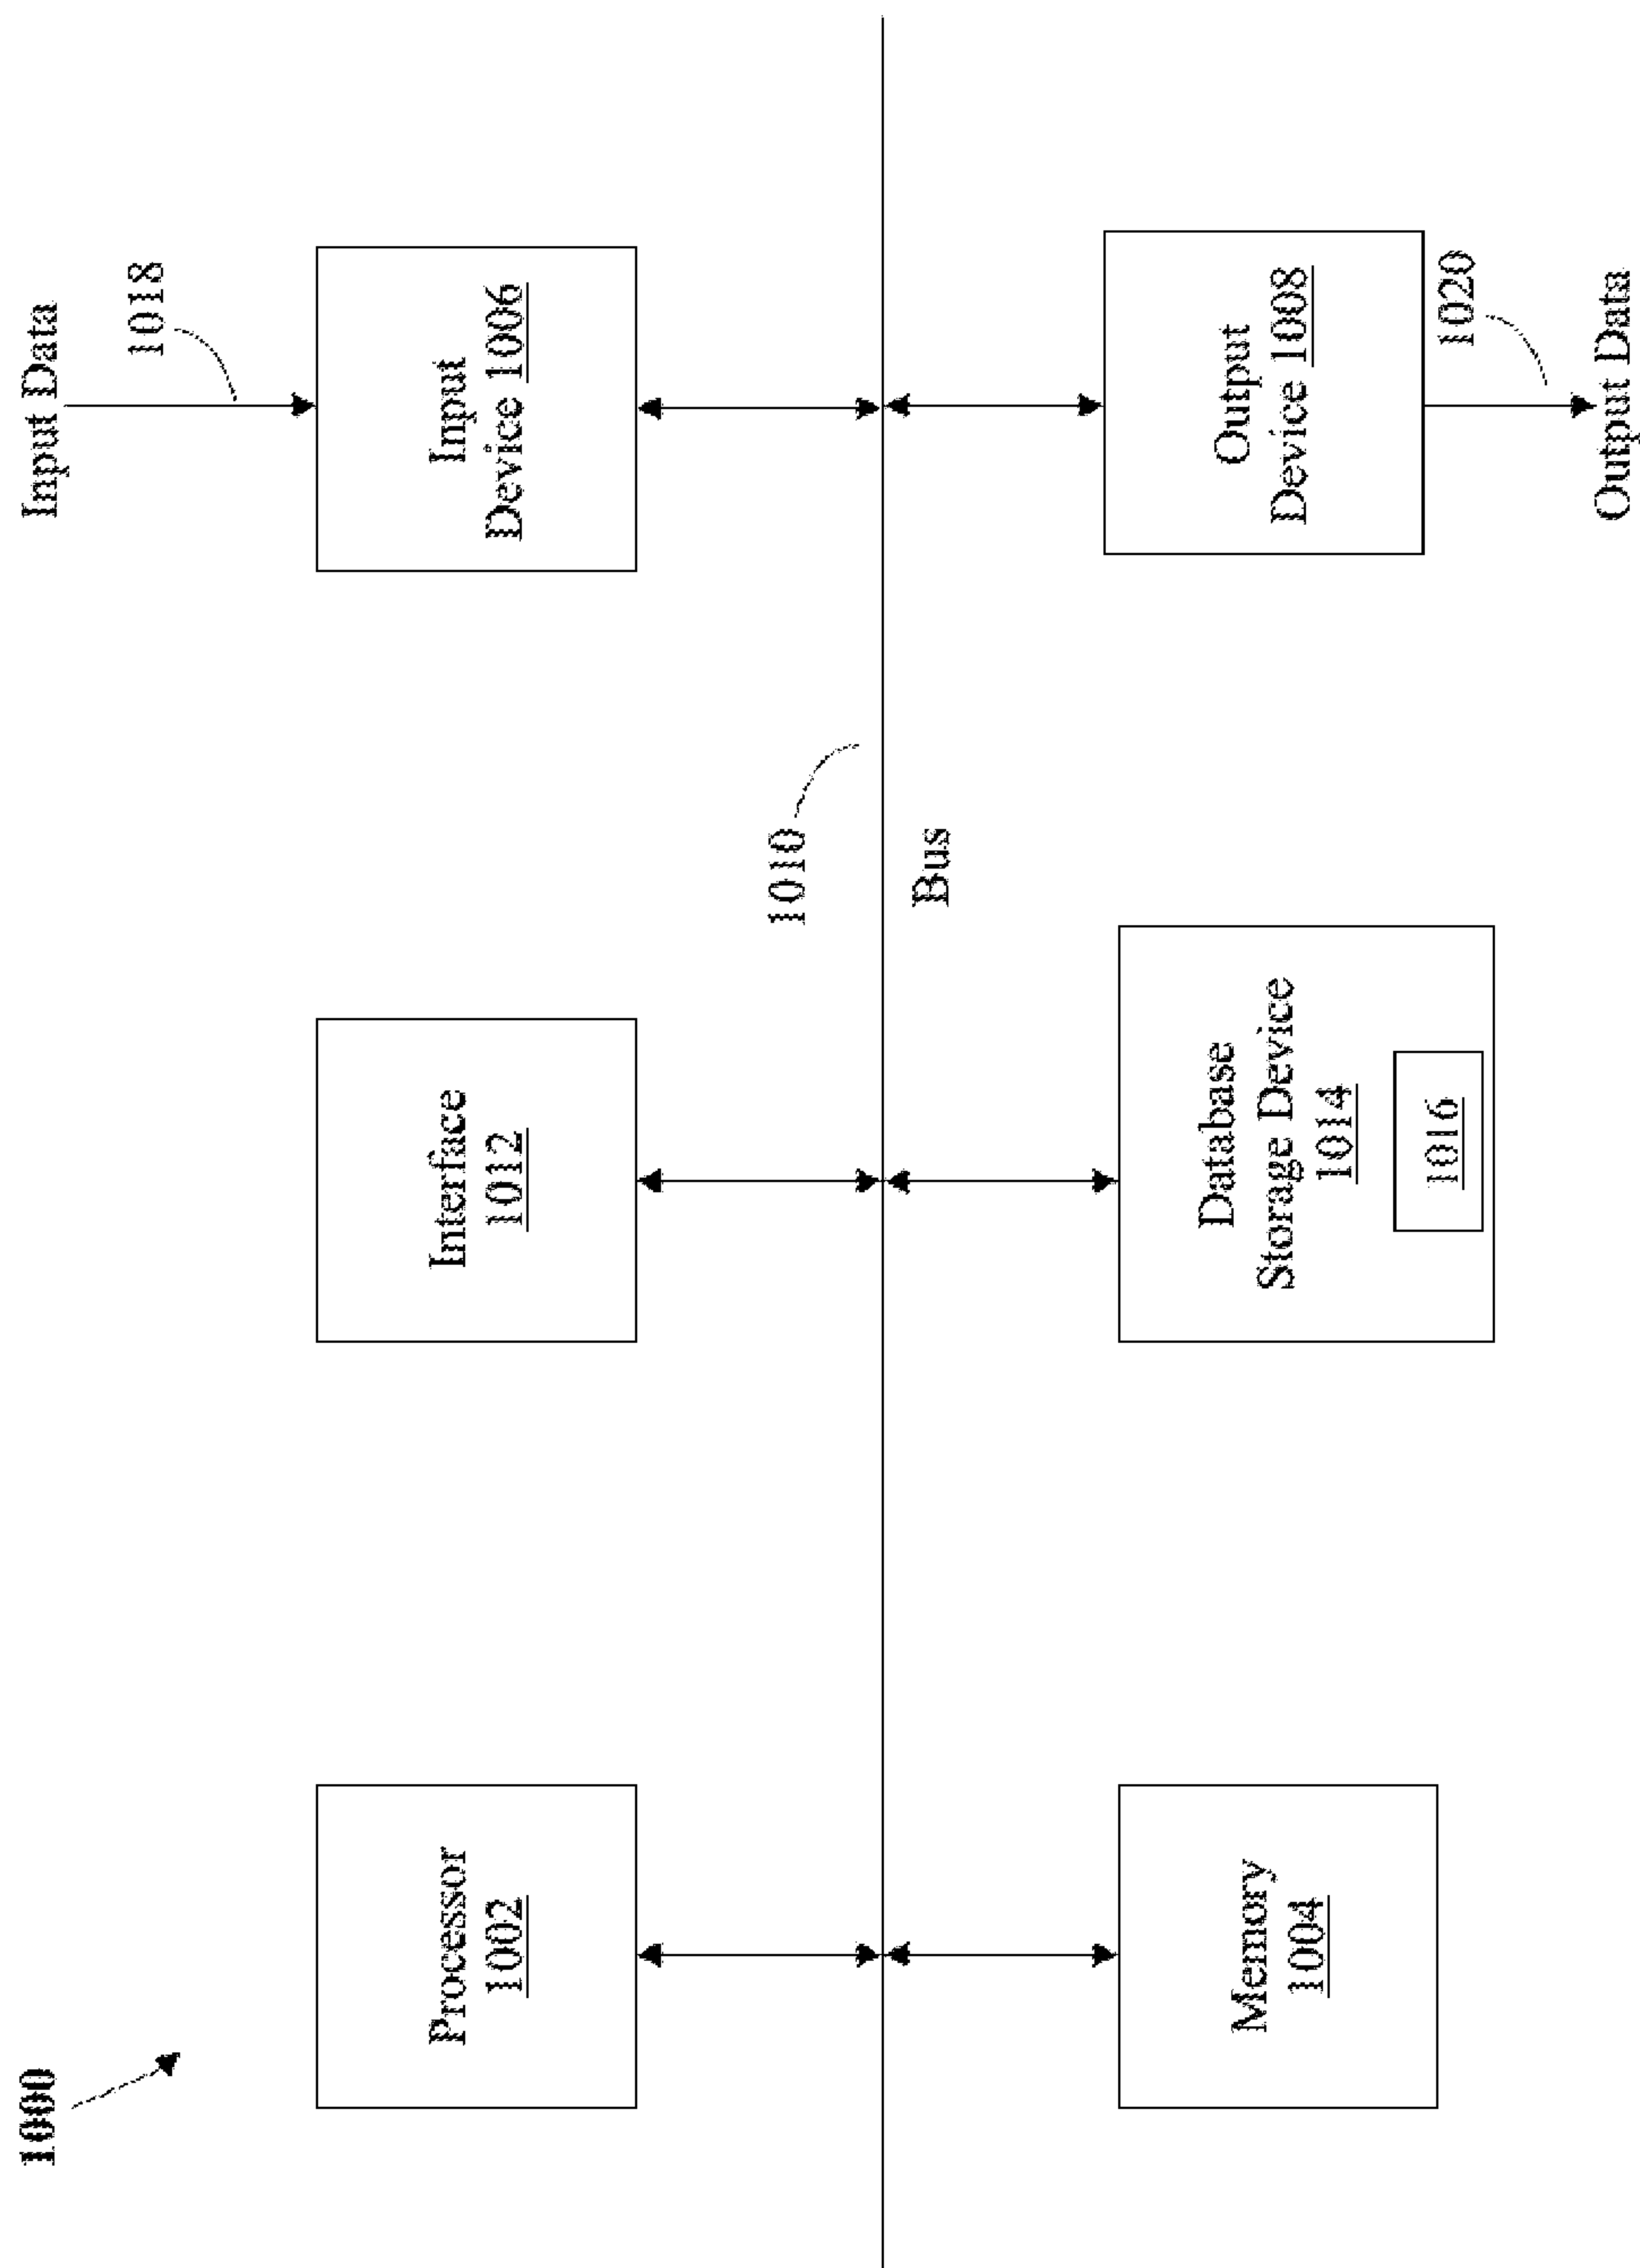 1000
Input Data
1018
Processor
1002
Interface
1012
Input
Device 1006
1010
Bus
Memory
1004
Database
Storage Device
1014
1016
Output
Device 1008
1020
Output Data